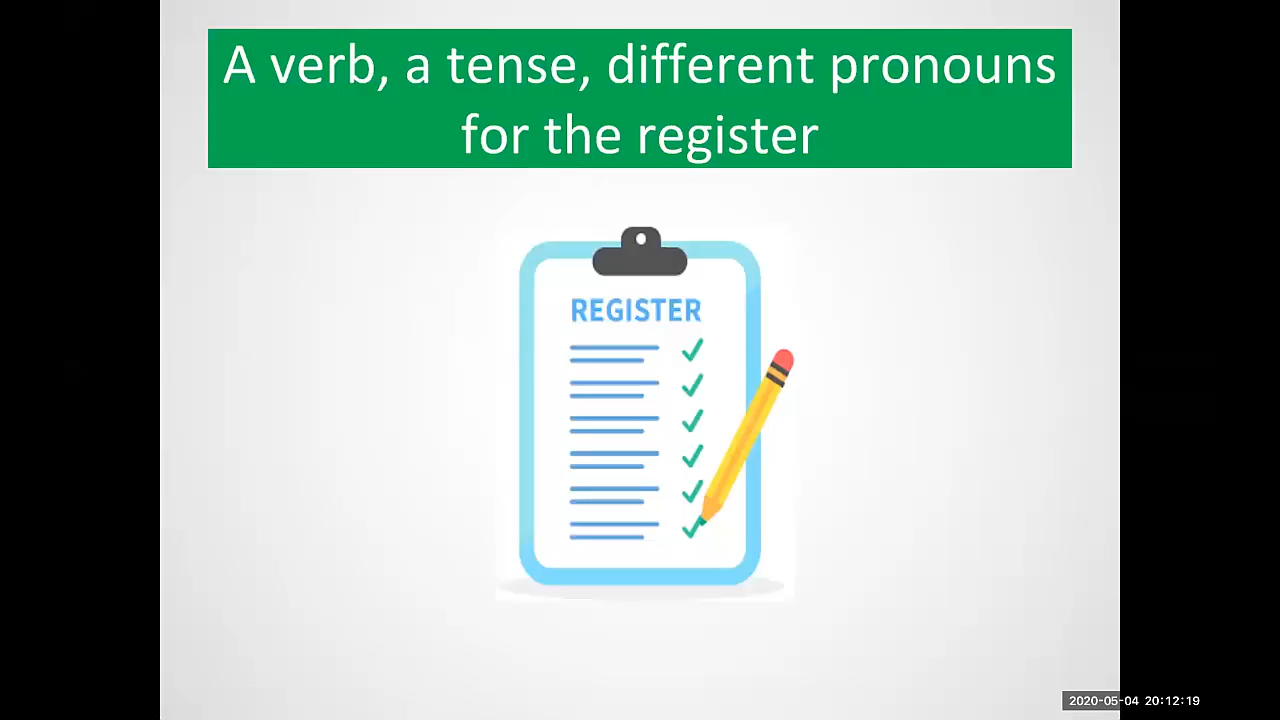 A verb, a tense, different pronouns
for the register
REGISTER
2020-05-04 20:12:19